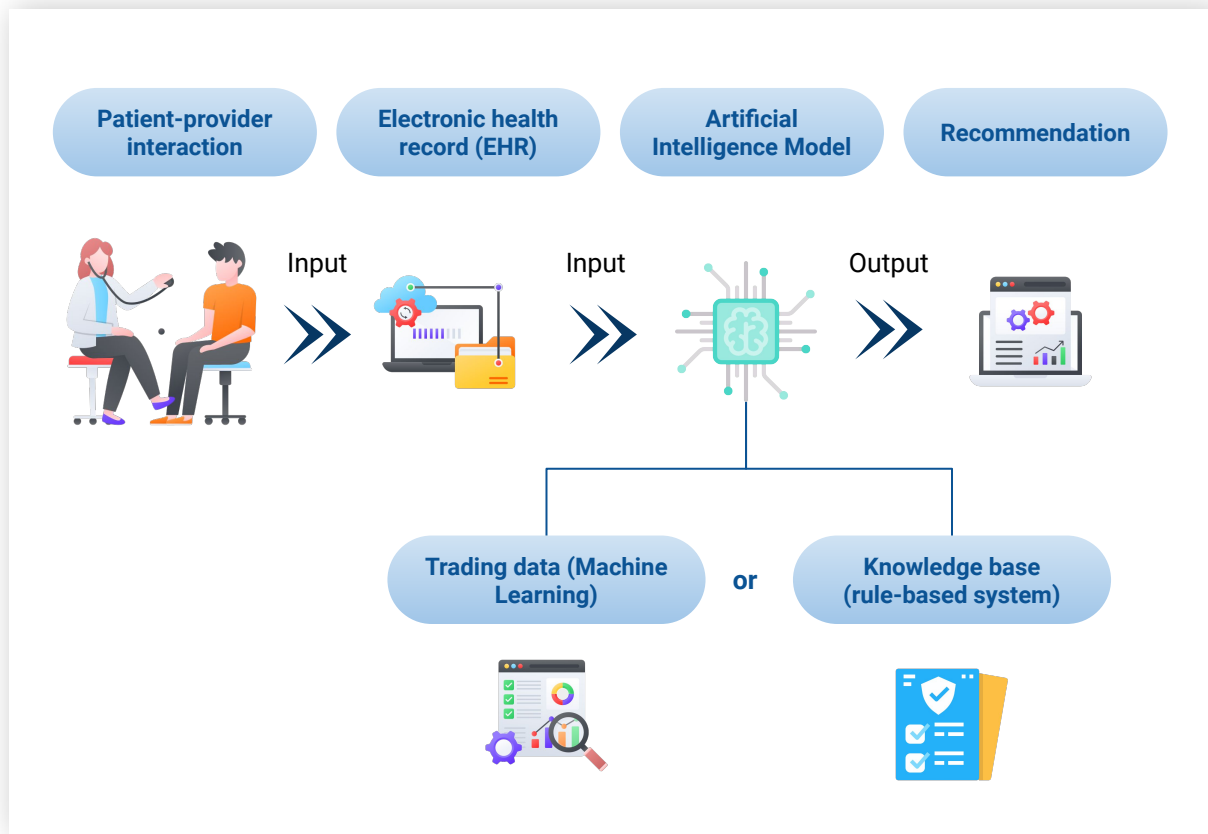 Patient-provider
interaction
Electronic health
record (EHR)
Artificial
Intelligence Model
Recommendation
Input
Input
Output
Trading data (Machine
Learning)
or
Knowledge base
(rule-based system)